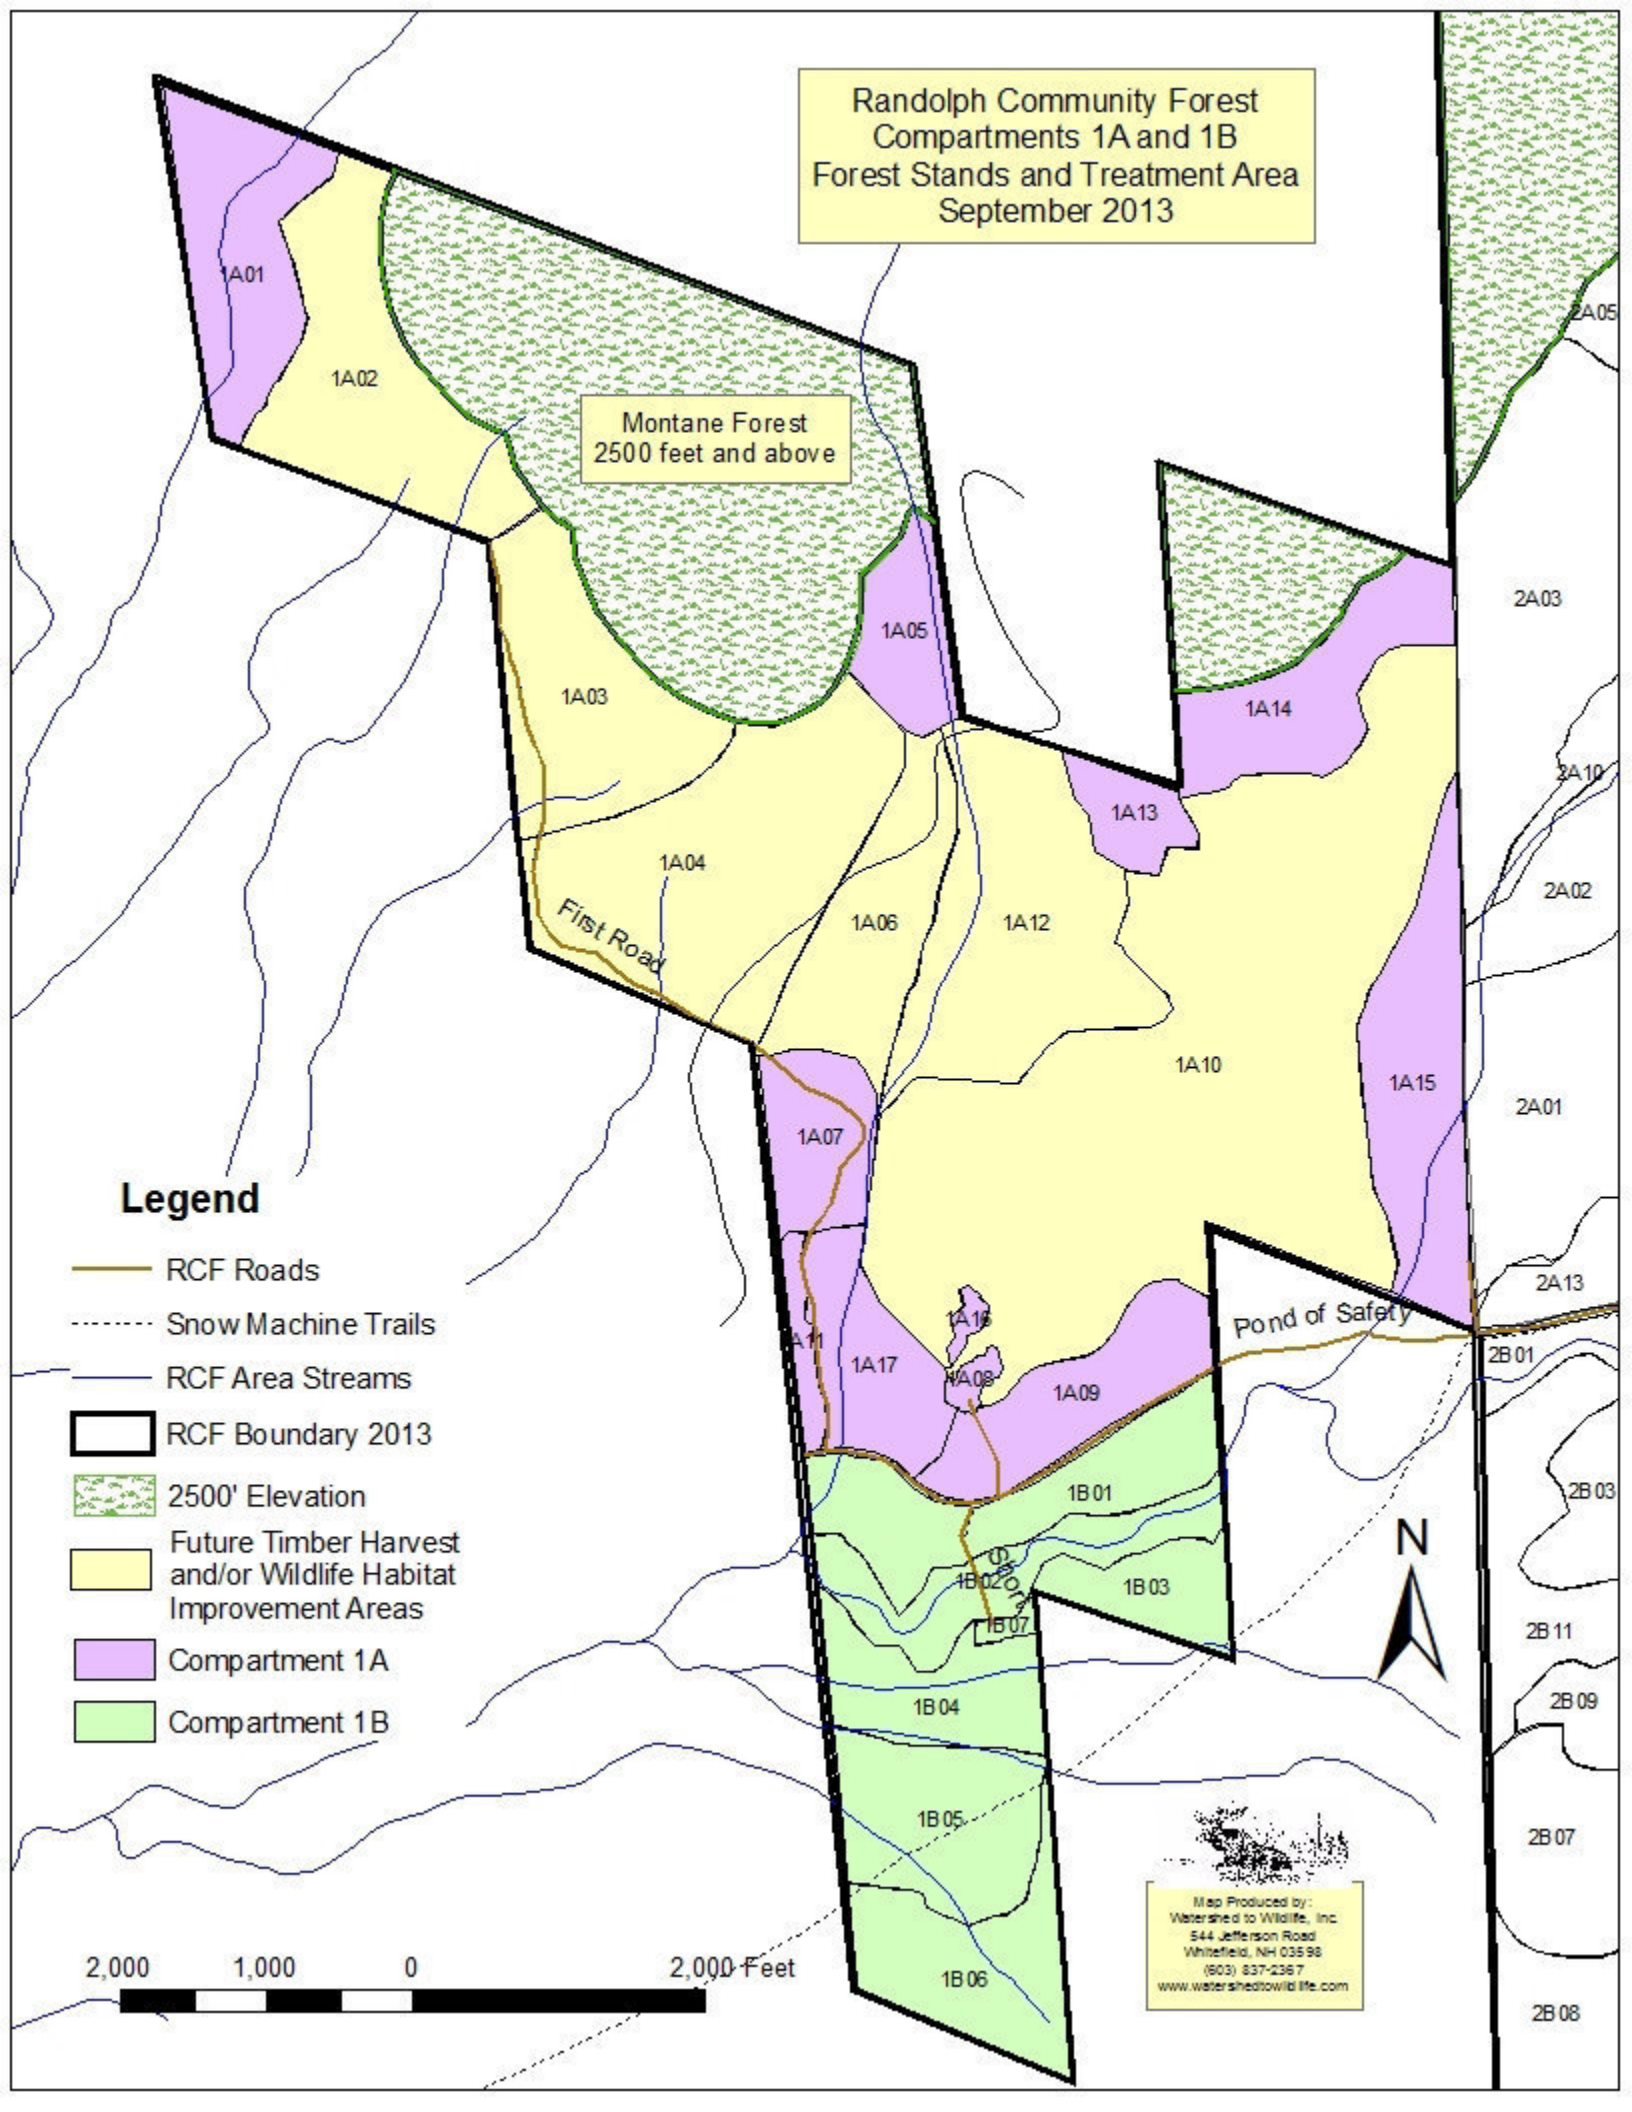 Randolph Community Forest
Compartments 1A and 1B
Forest Stands and Treatment Area
September 2013
1A01
2A05
1A02
Montane Forest
2500 feet and above
2A03
1A05
1A03
1A14
2A10
1A13
1A04
2A02
First Road
1A06
1A12
1A10
1A15
2A01
1A07
Legend
RCF Roads
Snow Machine Trails
RCF Area Streams
RCF Boundary 2013
2500' Elevation
Future Timber Harvest
and/or Wildlife Habitat
Improvement Areas
Compartment 1A
Compartment 1B
2A13
Pond of Safety
1A16
A11
1A17
2B01
1A08
1A09
1B01
2B03
N
Short
1B02
1B03
1B07
2B11
1B04
2B09
1B05
2B07
Map Produced by:
Watershed to Wildlife, Inc.
544 Jefferson Road
Whitefield, NH 03598
(603) 837-2367
www.watershedtowildlife.com
2,000 1,000 0 2,000 Feet
1B06
2B08